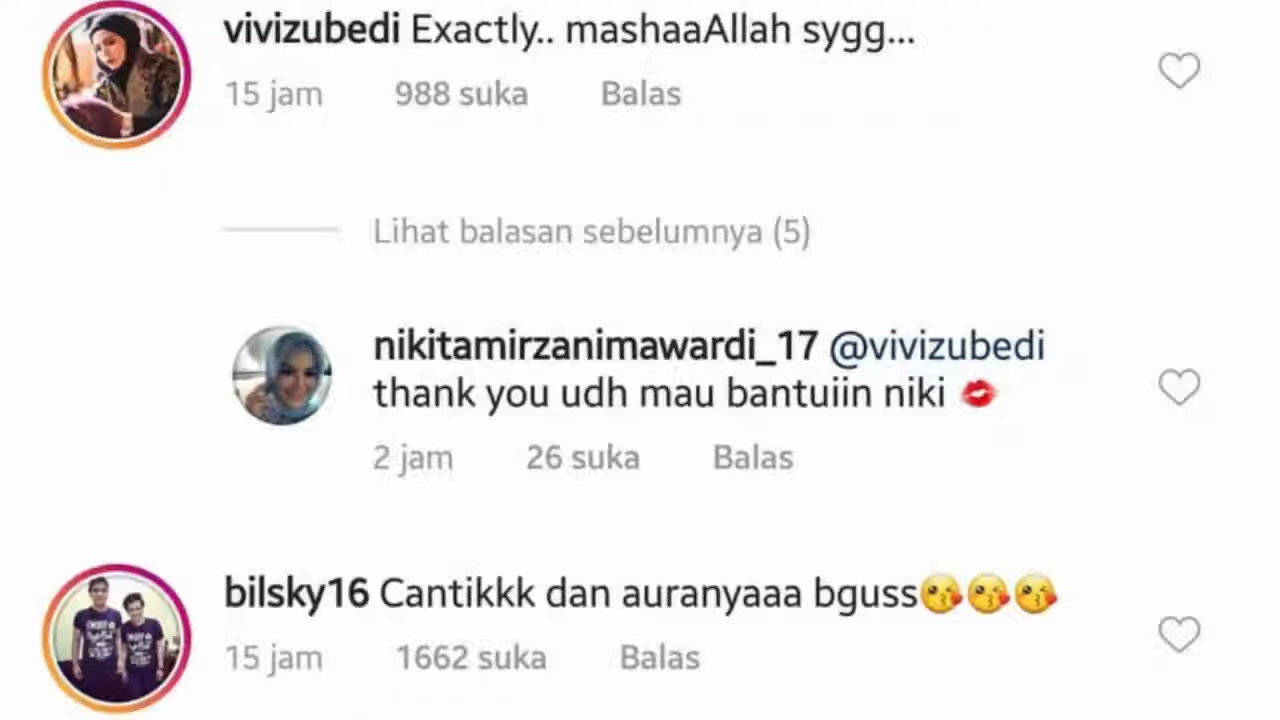 vivizubedi Exactly.. mashaaAllah sygg...
15 jam 988 suka Balas
Lihat balasan sebelumnya (5)
nikitamirzanimawardi_17 @vivizubedi
thank you udh mau bantuiin niki 💋
2 jam 26 suka Balas
bilsky16 Cantikkk dan auranyaaa bguss😘😘😘
15 jam 1662 suka Balas